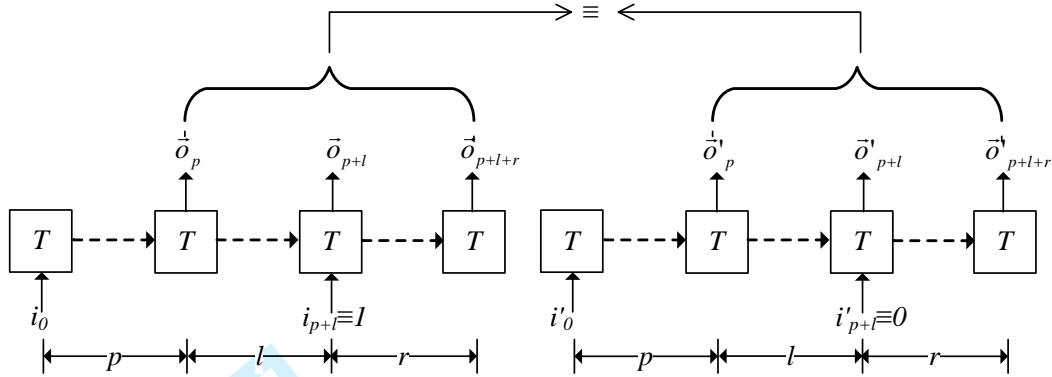 ≡
o⃗_p o⃗_{p+l} o⃗_{p+l+r} o⃗'_p o⃗'_{p+l} o⃗'_{p+l+r}
T T T T T T T T
i_0 i_{p+l}≡1 i'_0 i'_{p+l}≡0
p l r p l r